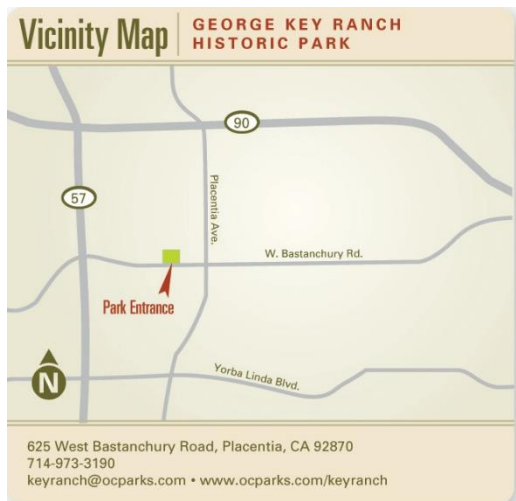 Vicinity Map
GEORGE KEY RANCH
HISTORIC PARK
90
57
Placentia Ave.
W. Bastanchury Rd.
Park Entrance
N
Yorba Linda Blvd.
625 West Bastanchury Road, Placentia, CA 92870
714-973-3190
keyranch@ocparks.com • www.ocparks.com/keyranch